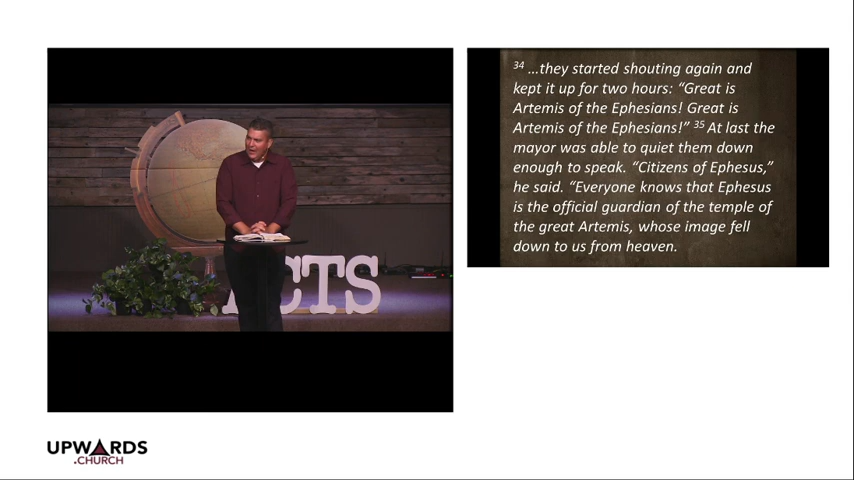 ACTS
³⁴ …they started shouting again and
kept it up for two hours: “Great is
Artemis of the Ephesians! Great is
Artemis of the Ephesians!” ³⁵ At last the
mayor was able to quiet them down
enough to speak. “Citizens of Ephesus,”
he said. “Everyone knows that Ephesus
is the official guardian of the temple of
the great Artemis, whose image fell
down to us from heaven.
UPWARDS
.CHURCH